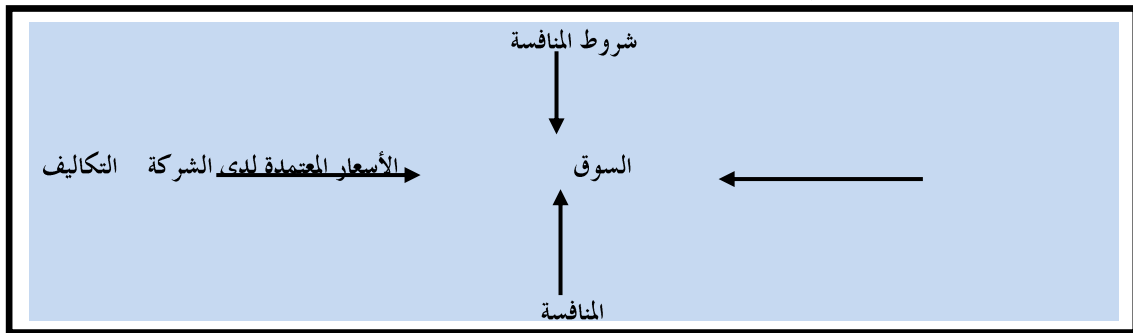 شروط المنافسة
السوق الأسعار المعتمدة لدى الشركة التكاليف
المنافسة